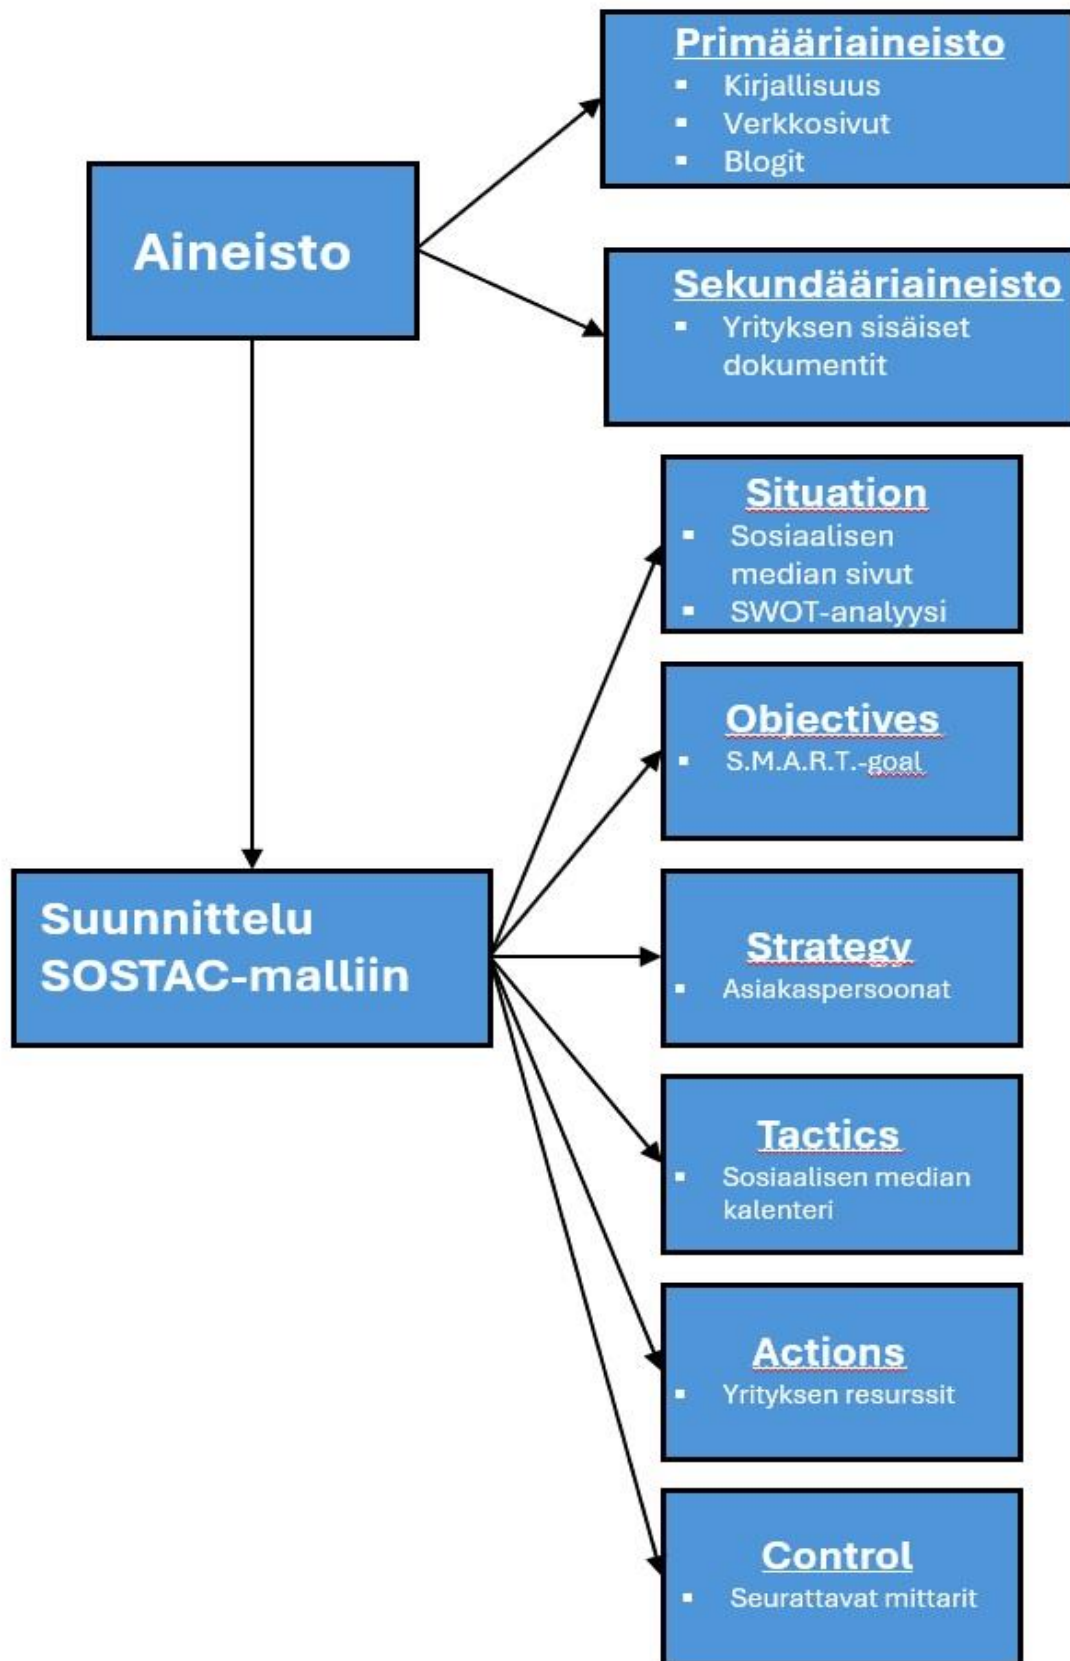 Primääriaineisto
▪ Kirjallisuus
▪ Verkkosivut
▪ Blogit
Aineisto
Sekundääriaineisto
▪ Yrityksen sisäiset
dokumentit
Situation
▪ Sosiaalisen
median sivut
▪ SWOT-analyysi
Objectives
▪ S.M.A.R.T.-goal
Suunnittelu
SOSTAC-malliin
Strategy
▪ Asiakaspersoonat
Tactics
▪ Sosiaalisen median
kalenteri
Actions
▪ Yrityksen resurssit
Control
▪ Seurattavat mittarit